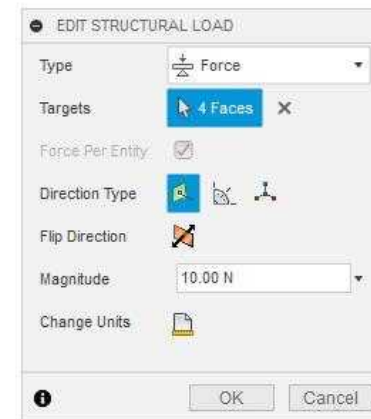 EDIT STRUCTURAL LOAD
Type Force
Targets 4 Faces
Force Per Entity
Direction Type
Flip Direction
Magnitude 10.00 N
Change Units
OK Cancel